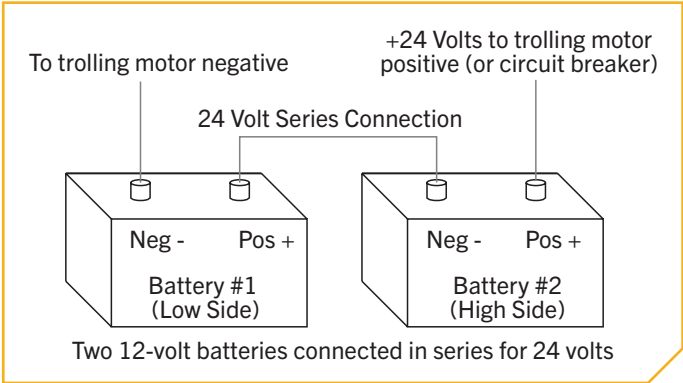 To trolling motor negative
+24 Volts to trolling motor
positive (or circuit breaker)
24 Volt Series Connection
Neg -
Pos +
Battery #1
(Low Side)
Neg -
Pos +
Battery #2
(High Side)
Two 12-volt batteries connected in series for 24 volts